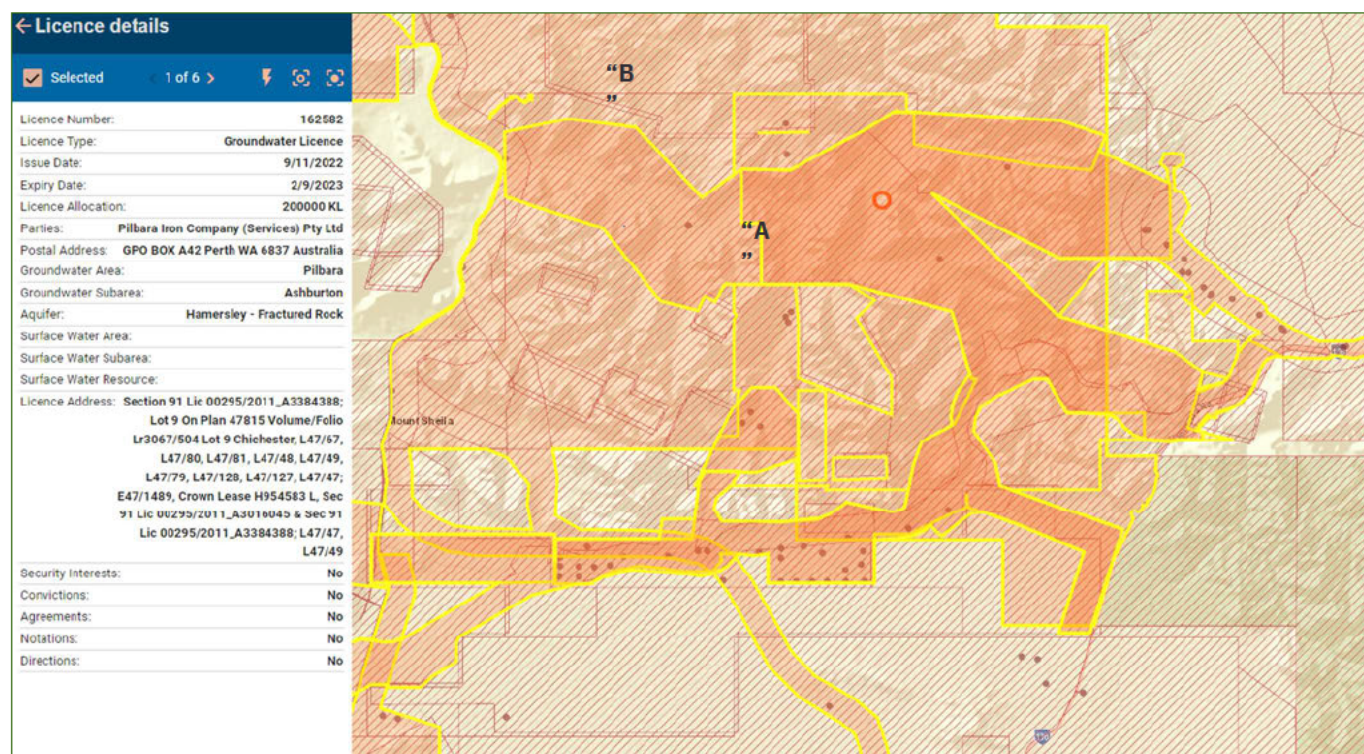 Licence details
Selected 1 of 6
Licence Number: 162582
Licence Type: Groundwater Licence
Issue Date: 9/11/2022
Expiry Date: 2/9/2023
Licence Allocation: 200000 KL
Parties: Pilbara Iron Company (Services) Pty Ltd
Postal Address: GPO BOX A42 Perth WA 6837 Australia
Groundwater Area: Pilbara
Groundwater Subarea: Ashburton
Aquifer: Hamersley - Fractured Rock
Surface Water Area:
Surface Water Subarea:
Surface Water Resource:
Licence Address: Section 91 Lic 00295/2011_A3384388;
Lot 9 On Plan 47815 Volume/Folio
Lr3067/504 Lot 9 Chichester, L47/67,
L47/80, L47/81, L47/48, L47/49,
L47/79, L47/128, L47/127, L47/47;
E47/1489, Crown Lease H954583 L, Sec
91 Lic 00295/2011_A3016045 & Sec 91
Lic 00295/2011_A3384388; L47/47,
L47/49
Security Interests: No
Convictions: No
Agreements: No
Notations: No
Directions: No
“B
”
“A
”
Mount Sheila
136